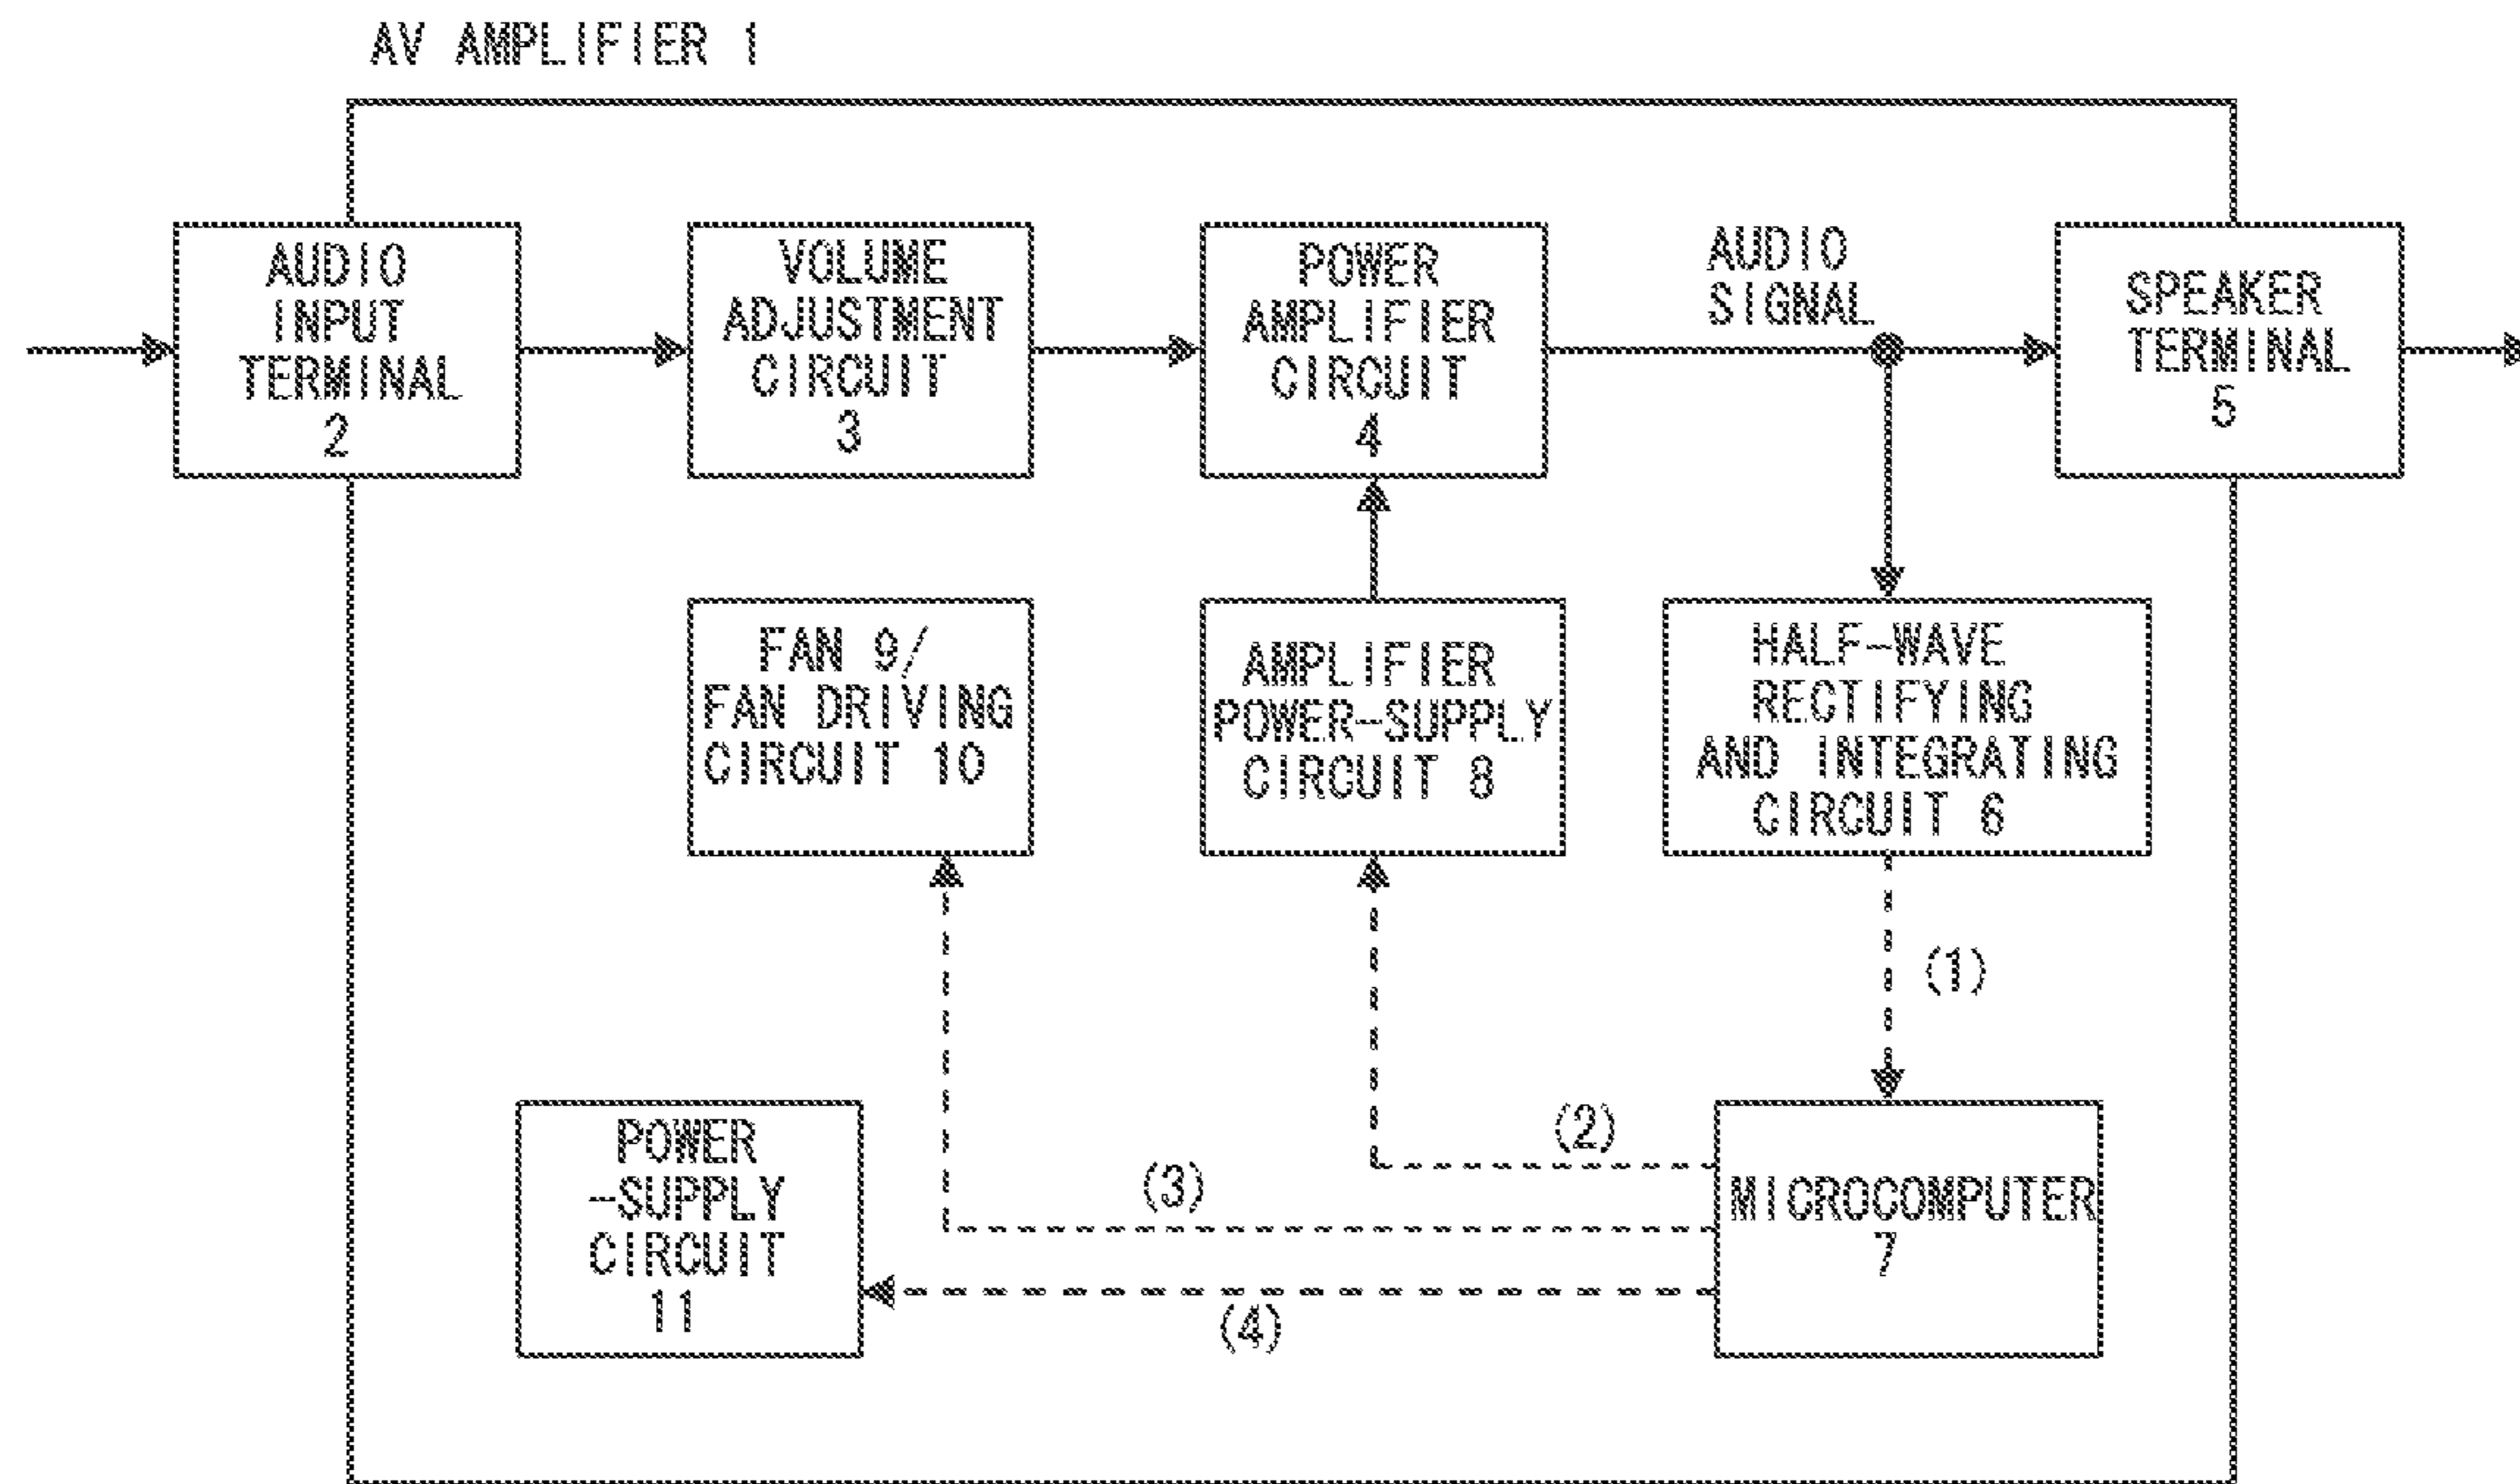 AV AMPLIFIER 1
AUDIO
INPUT
TERMINAL
2
VOLUME
ADJUSTMENT
CIRCUIT
3
POWER
AMPLIFIER
CIRCUIT
4
AUDIO
SIGNAL
SPEAKER
TERMINAL
5
FAN 9/
FAN DRIVING
CIRCUIT 10
AMPLIFIER
POWER-SUPPLY
CIRCUIT 8
HALF-WAVE
RECTIFYING
AND INTEGRATING
CIRCUIT 6
(1)
(2)
(3)
(4)
POWER
-SUPPLY
CIRCUIT
11
MICROCOMPUTER
7